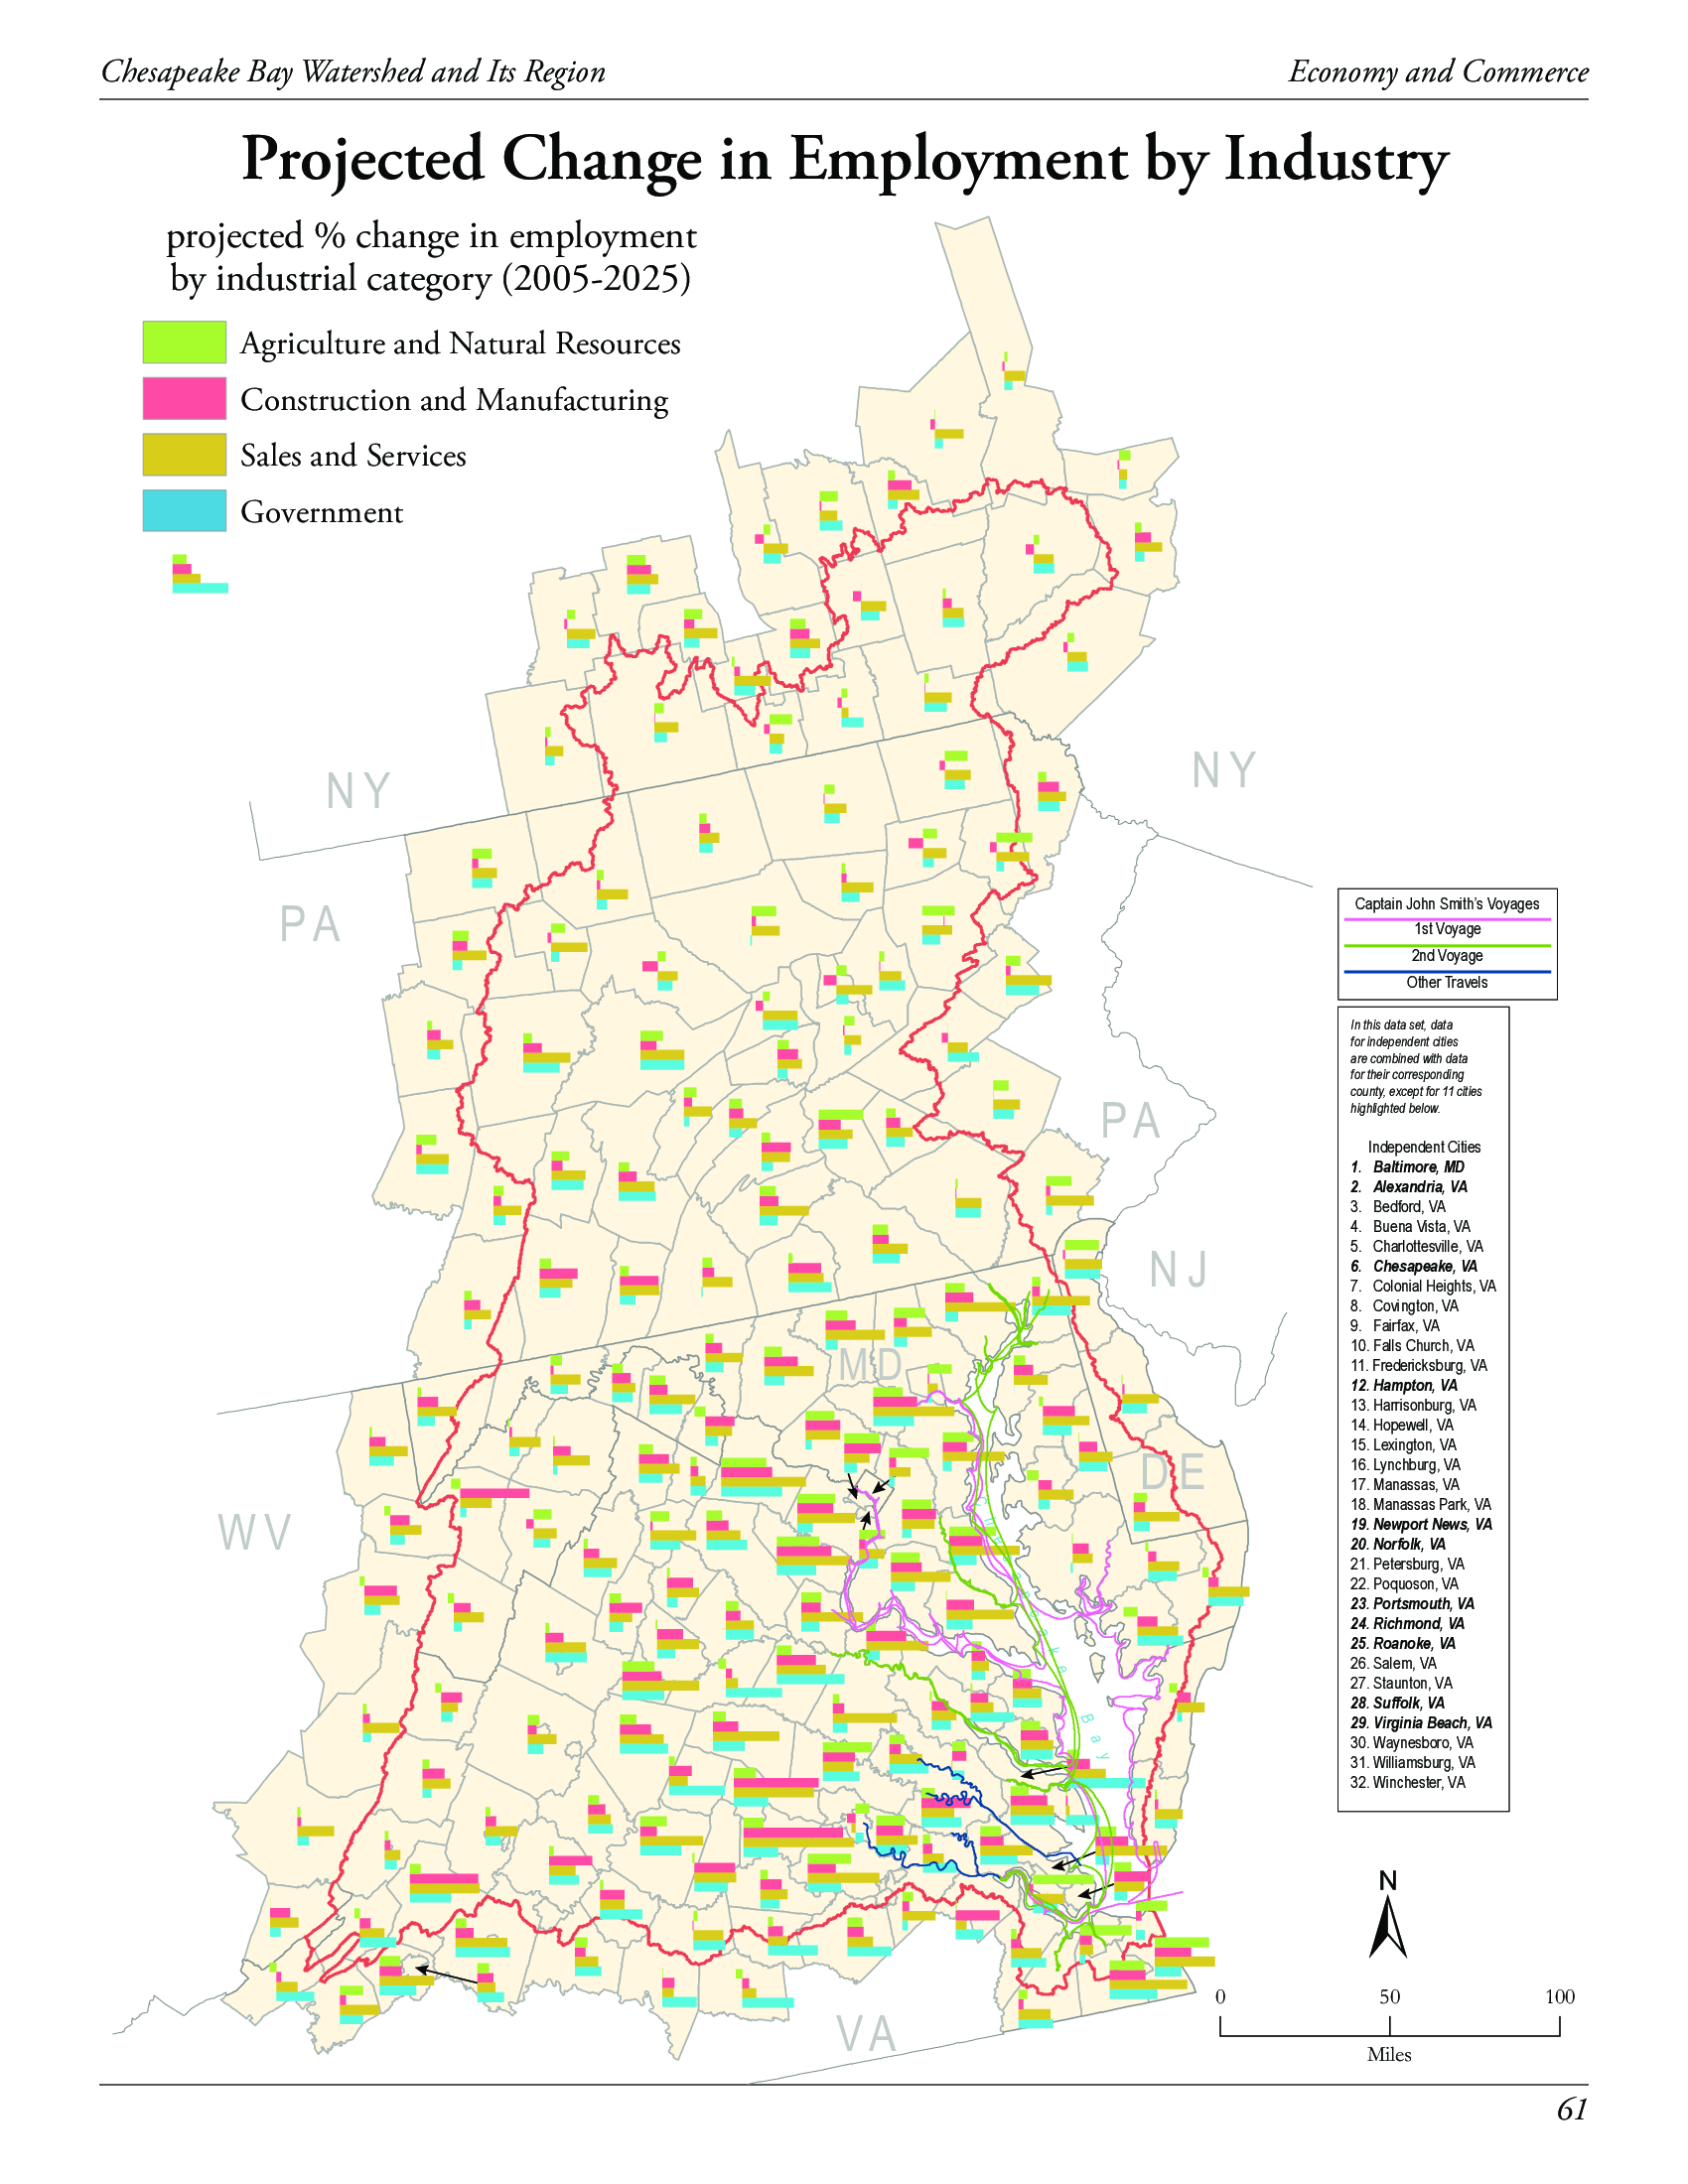 Chesapeake Bay Watershed and Its Region
Economy and Commerce
Projected Change in Employment by Industry
projected % change in employment
by industrial category (2005-2025)
Agriculture and Natural Resources
Construction and Manufacturing
Sales and Services
Government
NY
NY
PA
PA
NJ
MD
DE
WV
VA
Chesapeake Bay
Captain John Smith's Voyages
1st Voyage
2nd Voyage
Other Travels
In this data set, data
for independent cities
are combined with data
for their corresponding
county, except for 11 cities
highlighted below.
Independent Cities
1. Baltimore, MD
2. Alexandria, VA
3. Bedford, VA
4. Buena Vista, VA
5. Charlottesville, VA
6. Chesapeake, VA
7. Colonial Heights, VA
8. Covington, VA
9. Fairfax, VA
10. Falls Church, VA
11. Fredericksburg, VA
12. Hampton, VA
13. Harrisonburg, VA
14. Hopewell, VA
15. Lexington, VA
16. Lynchburg, VA
17. Manassas, VA
18. Manassas Park, VA
19. Newport News, VA
20. Norfolk, VA
21. Petersburg, VA
22. Poquoson, VA
23. Portsmouth, VA
24. Richmond, VA
25. Roanoke, VA
26. Salem, VA
27. Staunton, VA
28. Suffolk, VA
29. Virginia Beach, VA
30. Waynesboro, VA
31. Williamsburg, VA
32. Winchester, VA
N
0 50 100
Miles
61